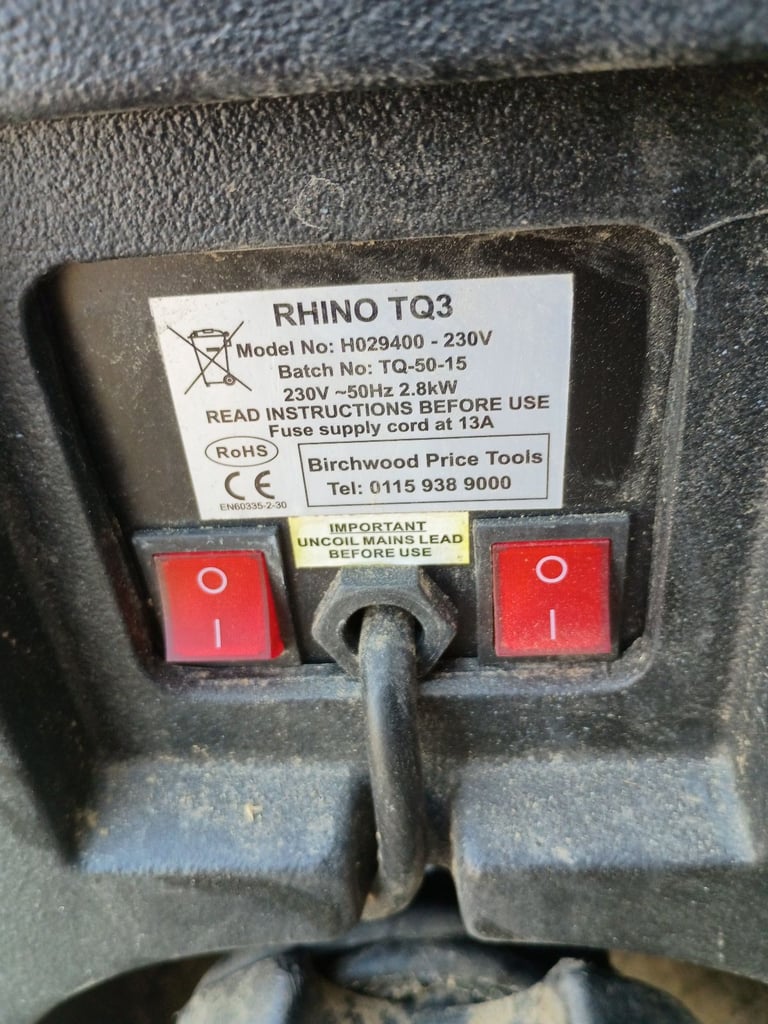 RHINO TQ3
Model No: H029400 - 230V
Batch No: TQ-50-15
230V ~50Hz 2.8kW
READ INSTRUCTIONS BEFORE USE
Fuse supply cord at 13A
RoHS
CE
EN60335-2-30
Birchwood Price Tools
Tel: 0115 938 9000
IMPORTANT
UNCOIL MAINS LEAD
BEFORE USE
O
I
O
I